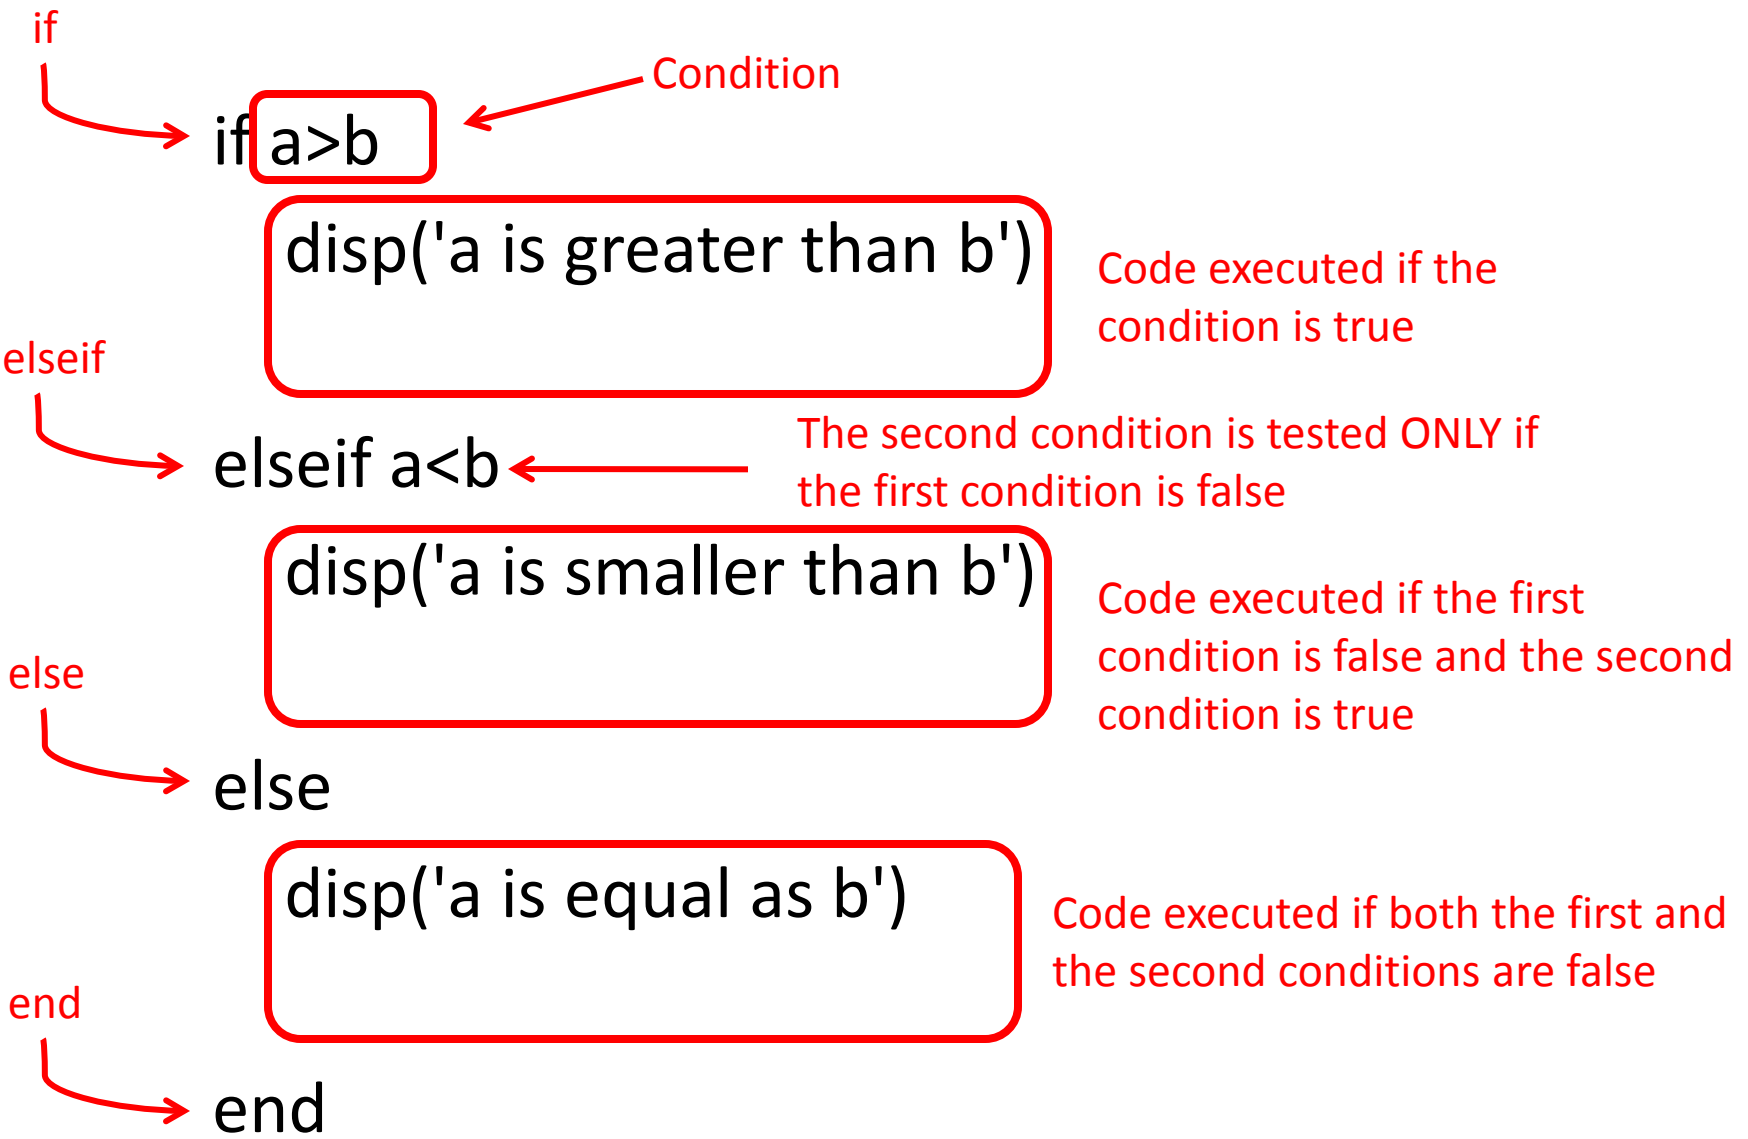 if
Condition
if a>b
disp('a is greater than b')
Code executed if the
condition is true
elseif
elseif a<b
The second condition is tested ONLY if
the first condition is false
disp('a is smaller than b')
Code executed if the first
condition is false and the second
condition is true
else
else
disp('a is equal as b')
Code executed if both the first and
the second conditions are false
end
end